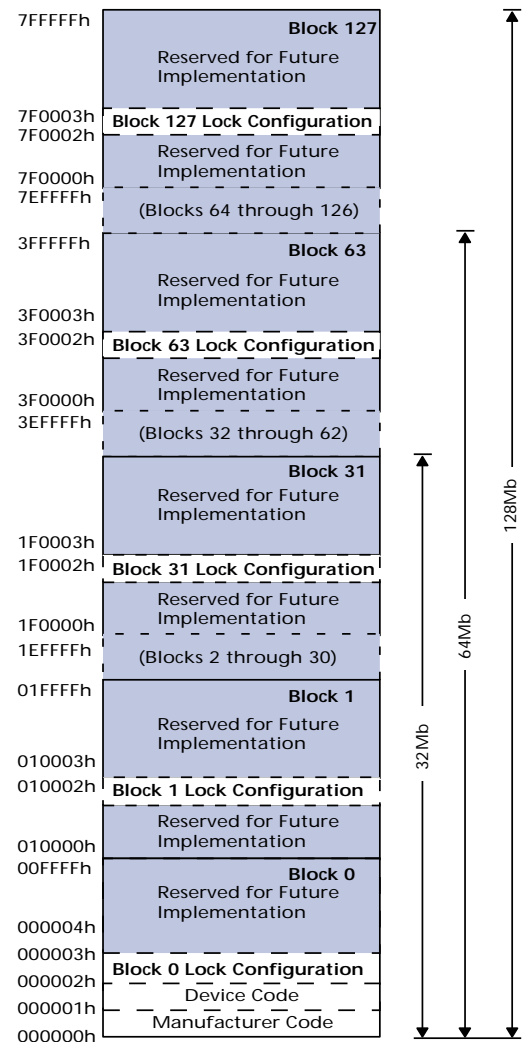 7FFFFFh
Block 127
Reserved for Future
Implementation
7F0003h
Block 127 Lock Configuration
7F0002h
Reserved for Future
Implementation
7F0000h
7EFFFFh
(Blocks 64 through 126)
3FFFFFh
Block 63
Reserved for Future
Implementation
3F0003h
3F0002h
Block 63 Lock Configuration
Reserved for Future
Implementation
3F0000h
3EFFFFh
(Blocks 32 through 62)
Block 31
Reserved for Future
Implementation
1F0003h
1F0002h
Block 31 Lock Configuration
Reserved for Future
Implementation
1F0000h
1EFFFFh
(Blocks 2 through 30)
01FFFFh
Block 1
Reserved for Future
Implementation
010003h
010002h
Block 1 Lock Configuration
Reserved for Future
Implementation
010000h
00FFFFh
Block 0
Reserved for Future
Implementation
000004h
000003h
Block 0 Lock Configuration
000002h
Device Code
000001h
Manufacturer Code
000000h
32Mb
64Mb
128Mb